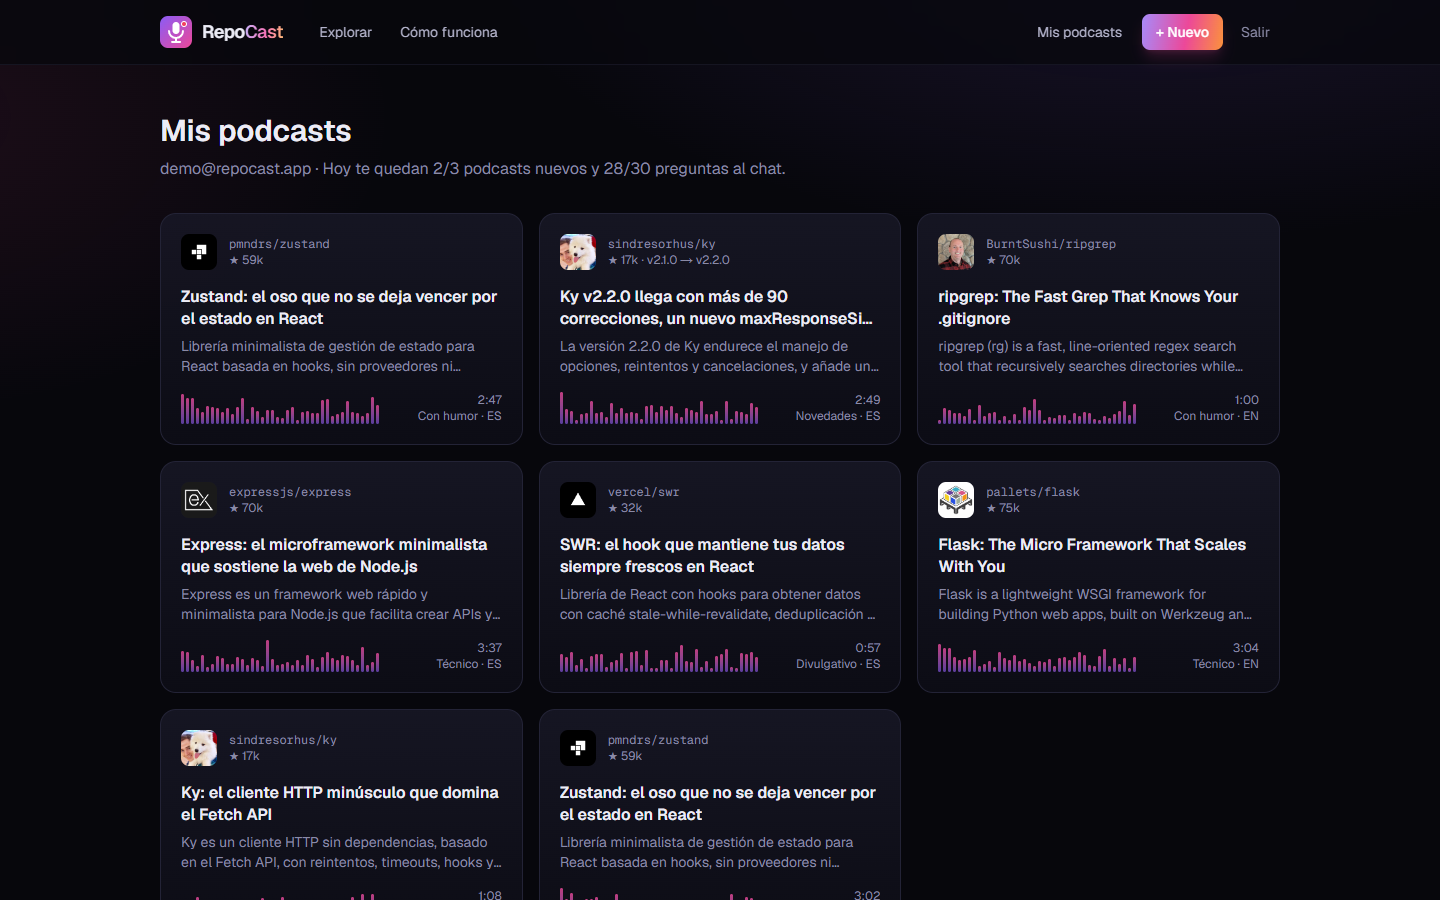 RepoCast
Explorar
Cómo funciona
Mis podcasts
+ Nuevo
Salir
Mis podcasts
demo@repocast.app · Hoy te quedan 2/3 podcasts nuevos y 28/30 preguntas al chat.
pmndrs/zustand
★ 59k
Zustand: el oso que no se deja vencer por
el estado en React
Librería minimalista de gestión de estado para
React basada en hooks, sin proveedores ni...
2:47
Con humor · ES
sindresorhus/ky
★ 17k · v2.1.0 → v2.2.0
Ky v2.2.0 llega con más de 90
correcciones, un nuevo maxResponseSi...
La versión 2.2.0 de Ky endurece el manejo de
opciones, reintentos y cancelaciones, y añade un...
2:49
Novedades · ES
BurntSushi/ripgrep
★ 70k
ripgrep: The Fast Grep That Knows Your
.gitignore
ripgrep (rg) is a fast, line-oriented regex search
tool that recursively searches directories while...
1:00
Con humor · EN
expressjs/express
★ 70k
Express: el microframework minimalista
que sostiene la web de Node.js
Express es un framework web rápido y
minimalista para Node.js que facilita crear APIs y...
3:37
Técnico · ES
vercel/swr
★ 32k
SWR: el hook que mantiene tus datos
siempre frescos en React
Librería de React con hooks para obtener datos
con caché stale-while-revalidate, deduplicación ...
0:57
Divulgativo · ES
pallets/flask
★ 75k
Flask: The Micro Framework That Scales
With You
Flask is a lightweight WSGI framework for
building Python web apps, built on Werkzeug an...
3:04
Técnico · EN
sindresorhus/ky
★ 17k
Ky: el cliente HTTP minúsculo que domina
el Fetch API
Ky es un cliente HTTP sin dependencias, basado
en el Fetch API, con reintentos, timeouts, hooks y...
1:08
pmndrs/zustand
★ 59k
Zustand: el oso que no se deja vencer por
el estado en React
Librería minimalista de gestión de estado para
React basada en hooks, sin proveedores ni...
3:02